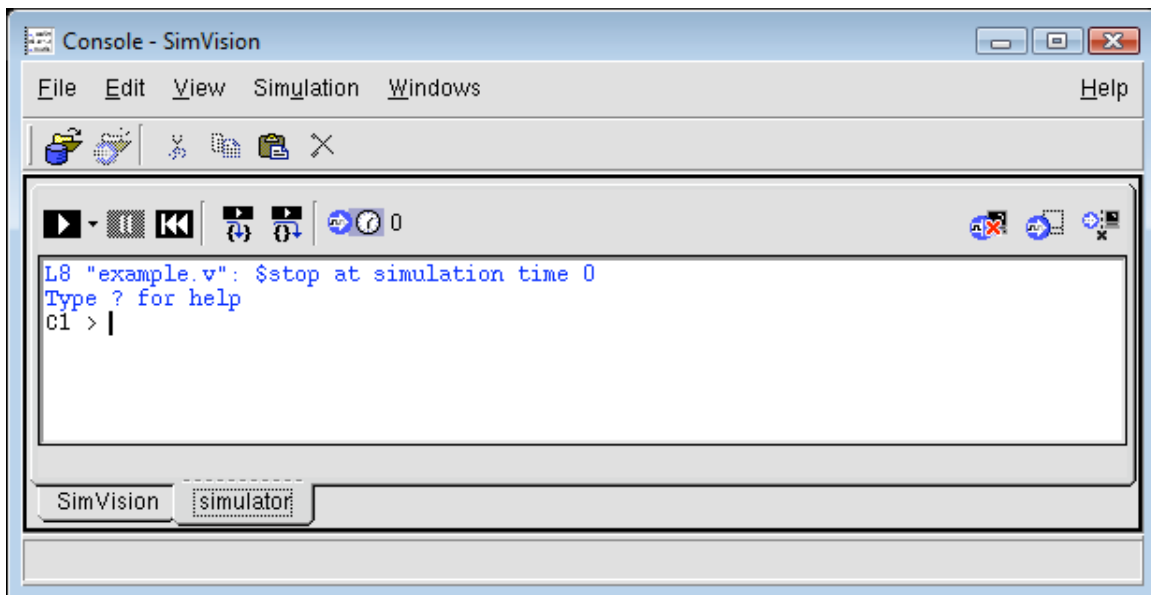 Console - SimVision
File Edit View Simulation Windows Help
0
L8 "example.v": $stop at simulation time 0
Type ? for help
C1 >
SimVision simulator